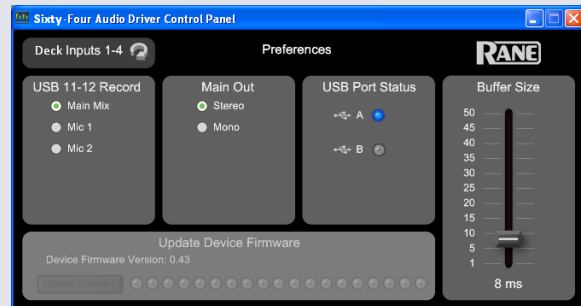 Sixty-Four Audio Driver Control Panel
Deck Inputs 1-4
Preferences
RANE
USB 11-12 Record
Main Mix
Mic 1
Mic 2
Main Out
Stereo
Mono
USB Port Status
A
B
Buffer Size
50
45
40
35
30
25
20
15
10
5
1
8 ms
Update Device Firmware
Device Firmware Version: 0.43
Update Firmware